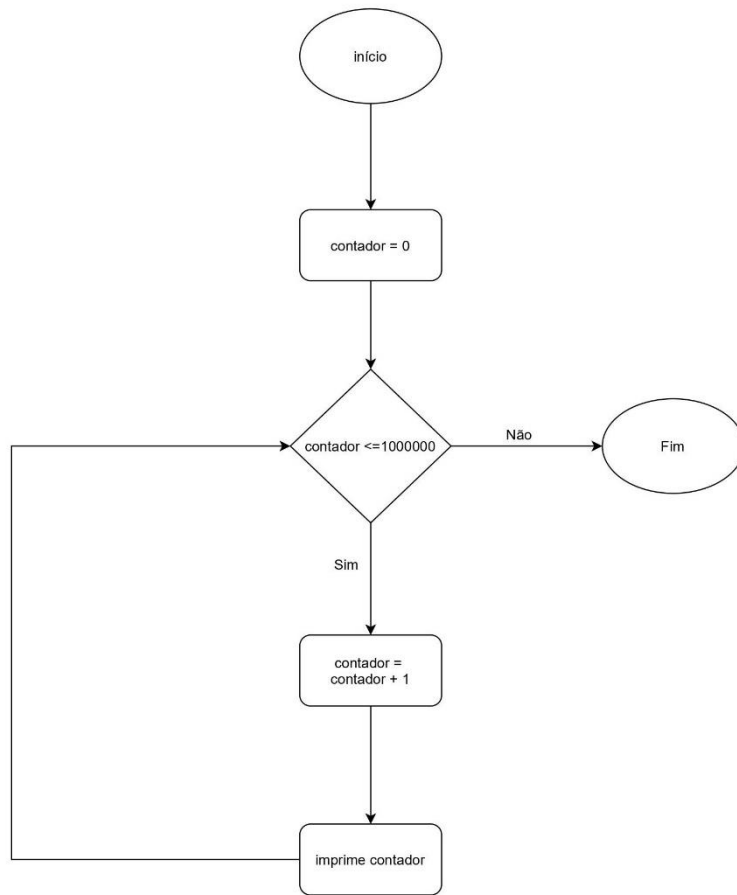 início
contador = 0
contador <=1000000
Não
Fim
Sim
contador =
contador + 1
imprime contador